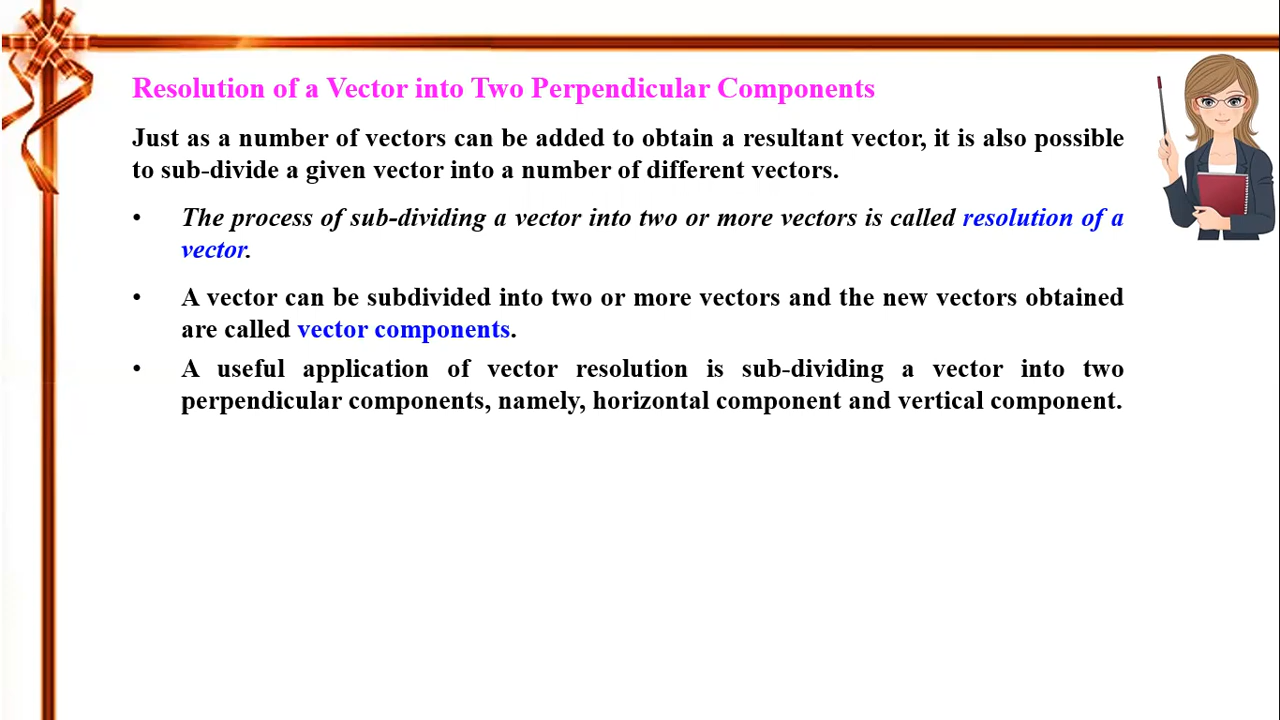 Resolution of a Vector into Two Perpendicular Components
Just as a number of vectors can be added to obtain a resultant vector, it is also possible
to sub-divide a given vector into a number of different vectors.
• The process of sub-dividing a vector into two or more vectors is called resolution of a
vector.
• A vector can be subdivided into two or more vectors and the new vectors obtained
are called vector components.
• A useful application of vector resolution is sub-dividing a vector into two
perpendicular components, namely, horizontal component and vertical component.